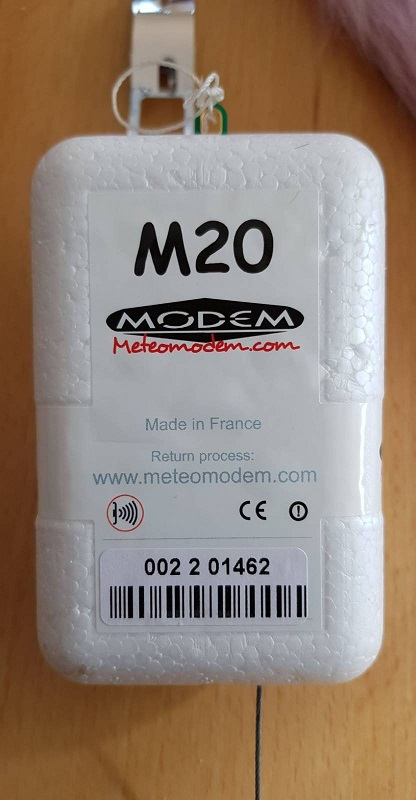 M20
MODEM
Meteomodem.com
Made in France
Return process:
www.meteomodem.com
CE
002 2 01462